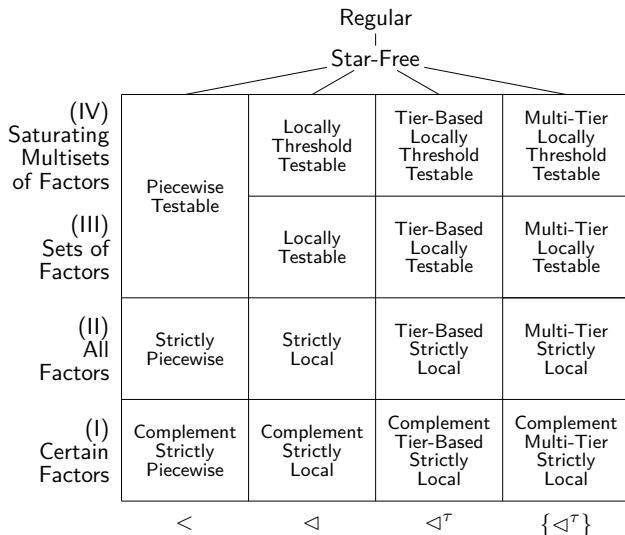 Regular
Star-Free
(IV)
Saturating
Multisets
of Factors
Piecewise
Testable
Locally
Threshold
Testable
Tier-Based
Locally
Threshold
Testable
Multi-Tier
Locally
Threshold
Testable
(III)
Sets of
Factors
Locally
Testable
Tier-Based
Locally
Testable
Multi-Tier
Locally
Testable
(II)
All
Factors
Strictly
Piecewise
Strictly
Local
Tier-Based
Strictly
Local
Multi-Tier
Strictly
Local
(I)
Certain
Factors
Complement
Strictly
Piecewise
Complement
Strictly
Local
Complement
Tier-Based
Strictly
Local
Complement
Multi-Tier
Strictly
Local
< ◁ ◁^τ {◁^τ}